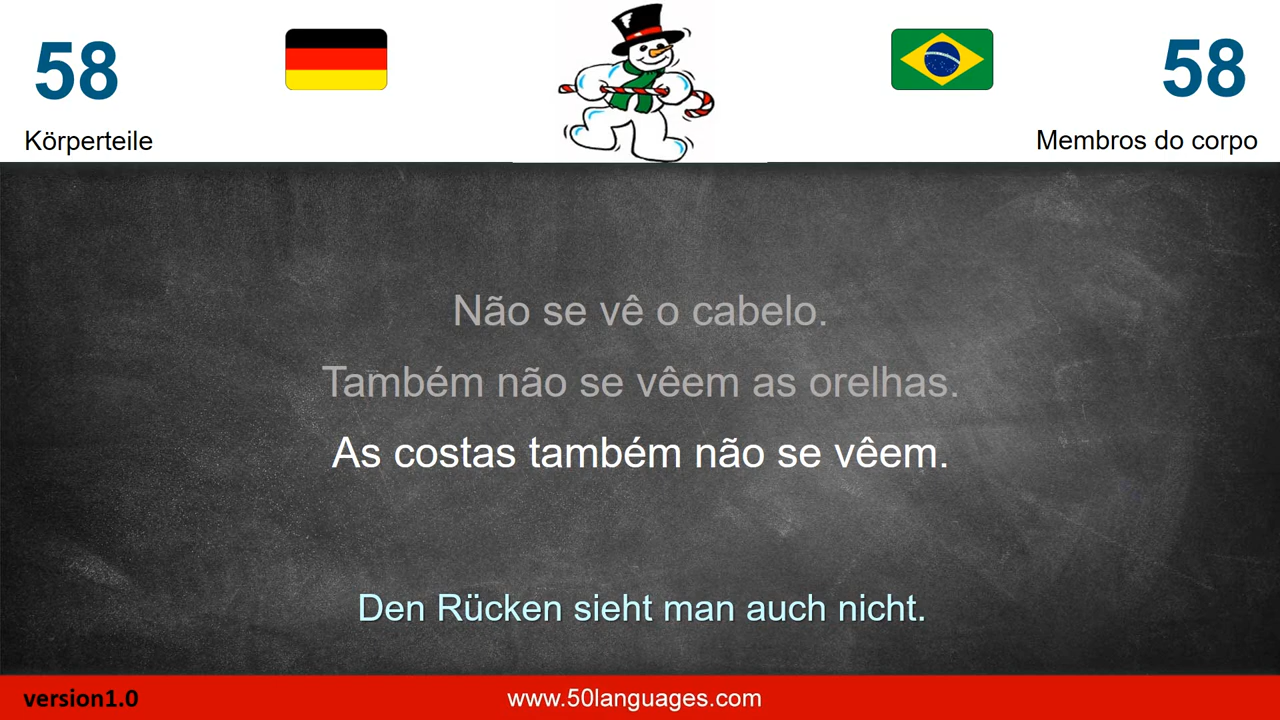 58
58
Körperteile
Membros do corpo
Não se vê o cabelo.
Também não se vêem as orelhas.
As costas também não se vêem.
Den Rücken sieht man auch nicht.
version1.0
www.50languages.com